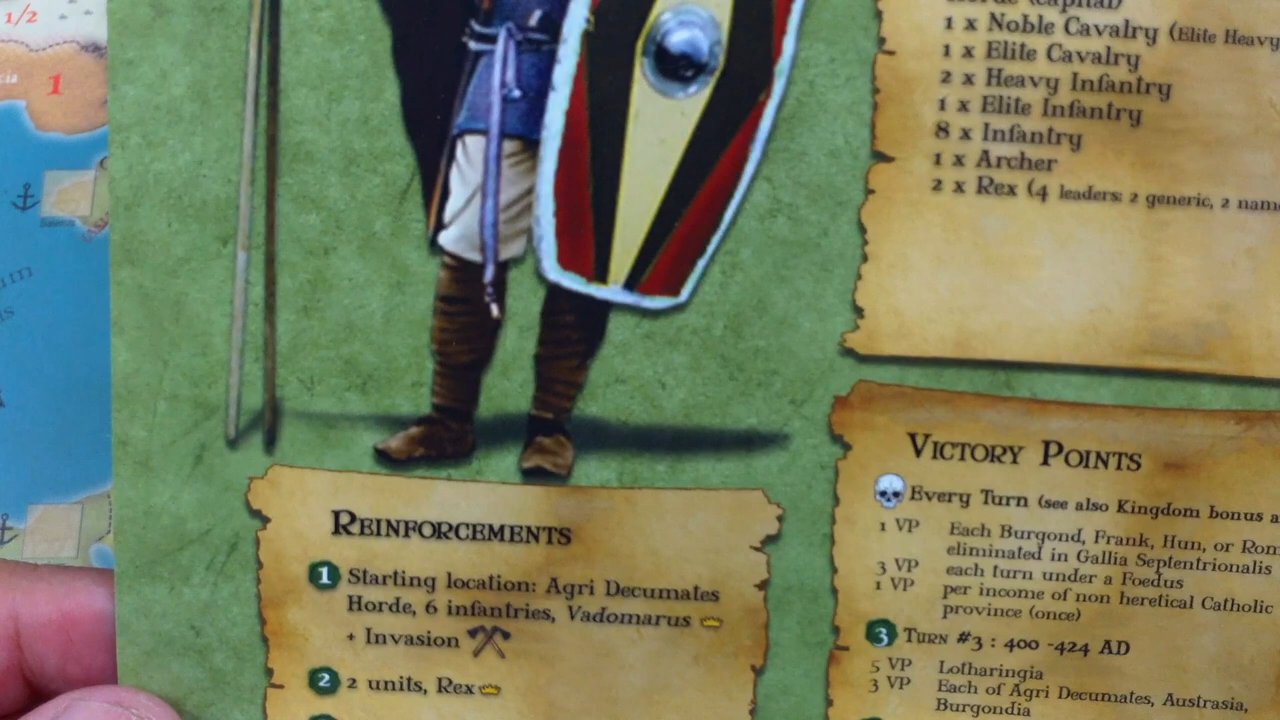 1/2
cia
1
1 x Noble Cavalry (Elite Heavy
1 x Elite Cavalry
2 x Heavy Infantry
1 x Elite Infantry
8 x Infantry
1 x Archer
2 x Rex (4 leaders: 2 generic, 2 nam
REINFORCEMENTS
1 Starting location: Agri Decumates
Horde, 6 infantries, Vadomarus
+ Invasion
2 2 units, Rex
VICTORY POINTS
Every Turn (see also Kingdom bonus a
1 VP Each Burgond, Frank, Hun, or Rom
eliminated in Gallia Septentrionalis
3 VP each turn under a Foedus
1 VP per income of non heretical Catholic
province (once)
3 TURN #3 : 400 -424 AD
5 VP Lotharingia
3 VP Each of Agri Decumates, Austrasia,
Burgondia